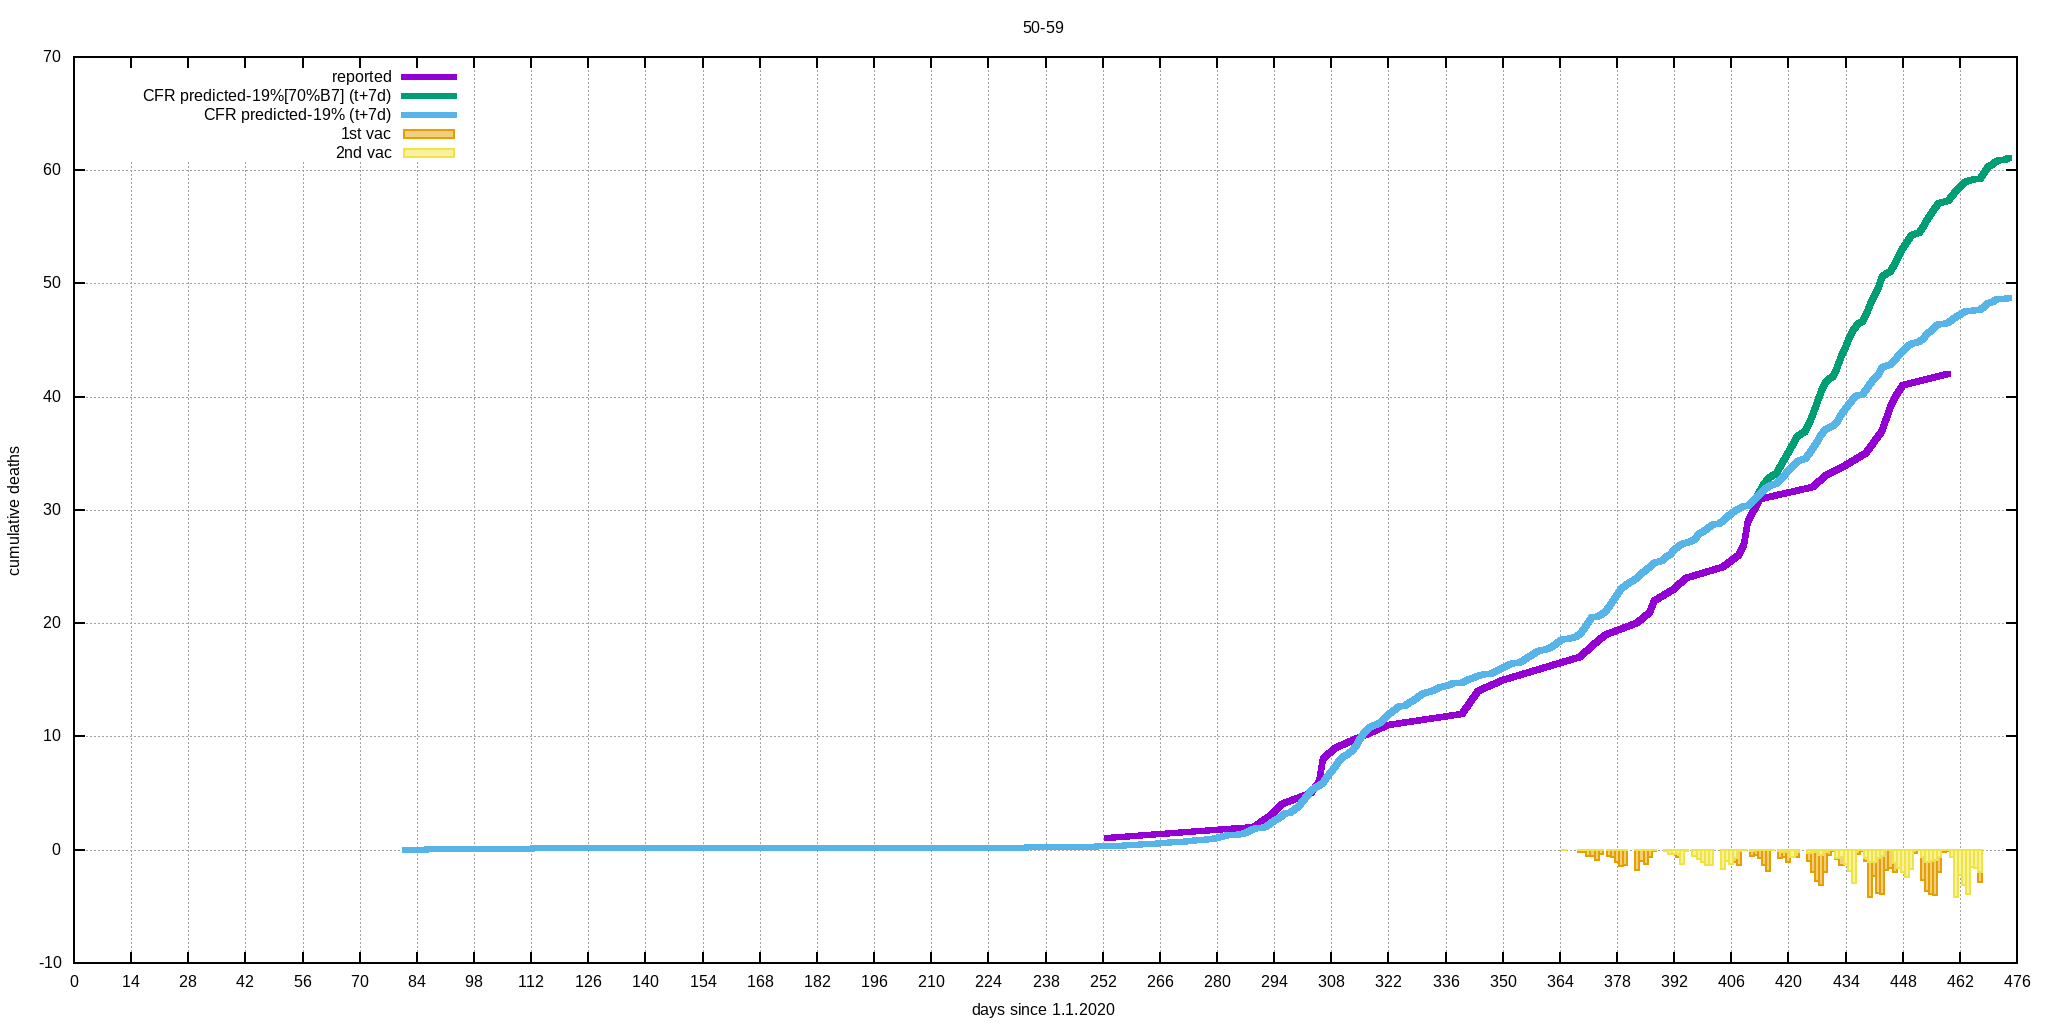 50-59
70
60
50
40
30
20
10
0
-10
reported
CFR predicted-19%[70%B7] (t+7d)
CFR predicted-19% (t+7d)
1st vac
2nd vac
cumulative deaths
0 14 28 42 56 70 84 98 112 126 140 154 168 182 196 210 224 238 252 266 280 294 308 322 336 350 364 378 392 406 420 434 448 462 476
days since 1.1.2020